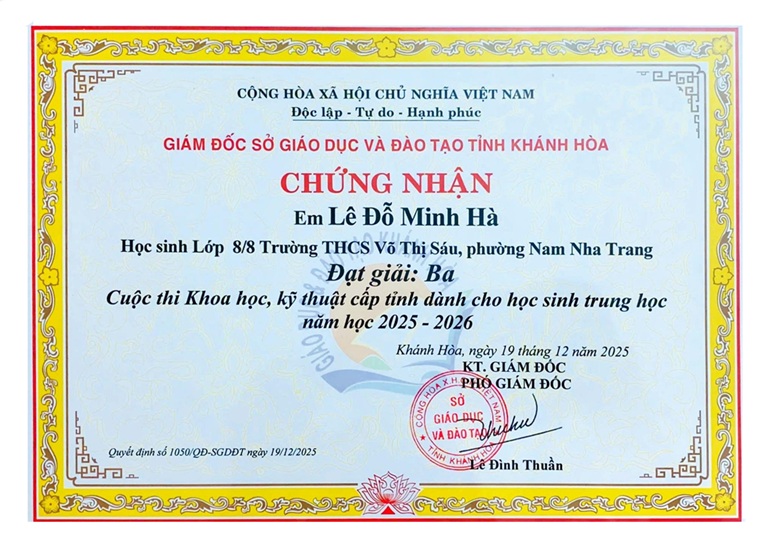 CỘNG HÒA XÃ HỘI CHỦ NGHĨA VIỆT NAM
Độc lập - Tự do - Hạnh phúc
GIÁM ĐỐC SỞ GIÁO DỤC VÀ ĐÀO TẠO TỈNH KHÁNH HÒA
CHỨNG NHẬN
Em Lê Đỗ Minh Hà
Học sinh Lớp 8/8 Trường THCS Võ Thị Sáu, phường Nam Nha Trang
Đạt giải: Ba
Cuộc thi Khoa học, kỹ thuật cấp tỉnh dành cho học sinh trung học
năm học 2025 - 2026
Khánh Hòa, ngày 19 tháng 12 năm 2025
KT. GIÁM ĐỐC
PHÓ GIÁM ĐỐC
SỞ
GIÁO DỤC
VÀ ĐÀO TẠO
TỈNH KHÁNH HÒA
Quyết định số 1050/QĐ-SGDĐT ngày 19/12/2025
Lê Đình Thuần